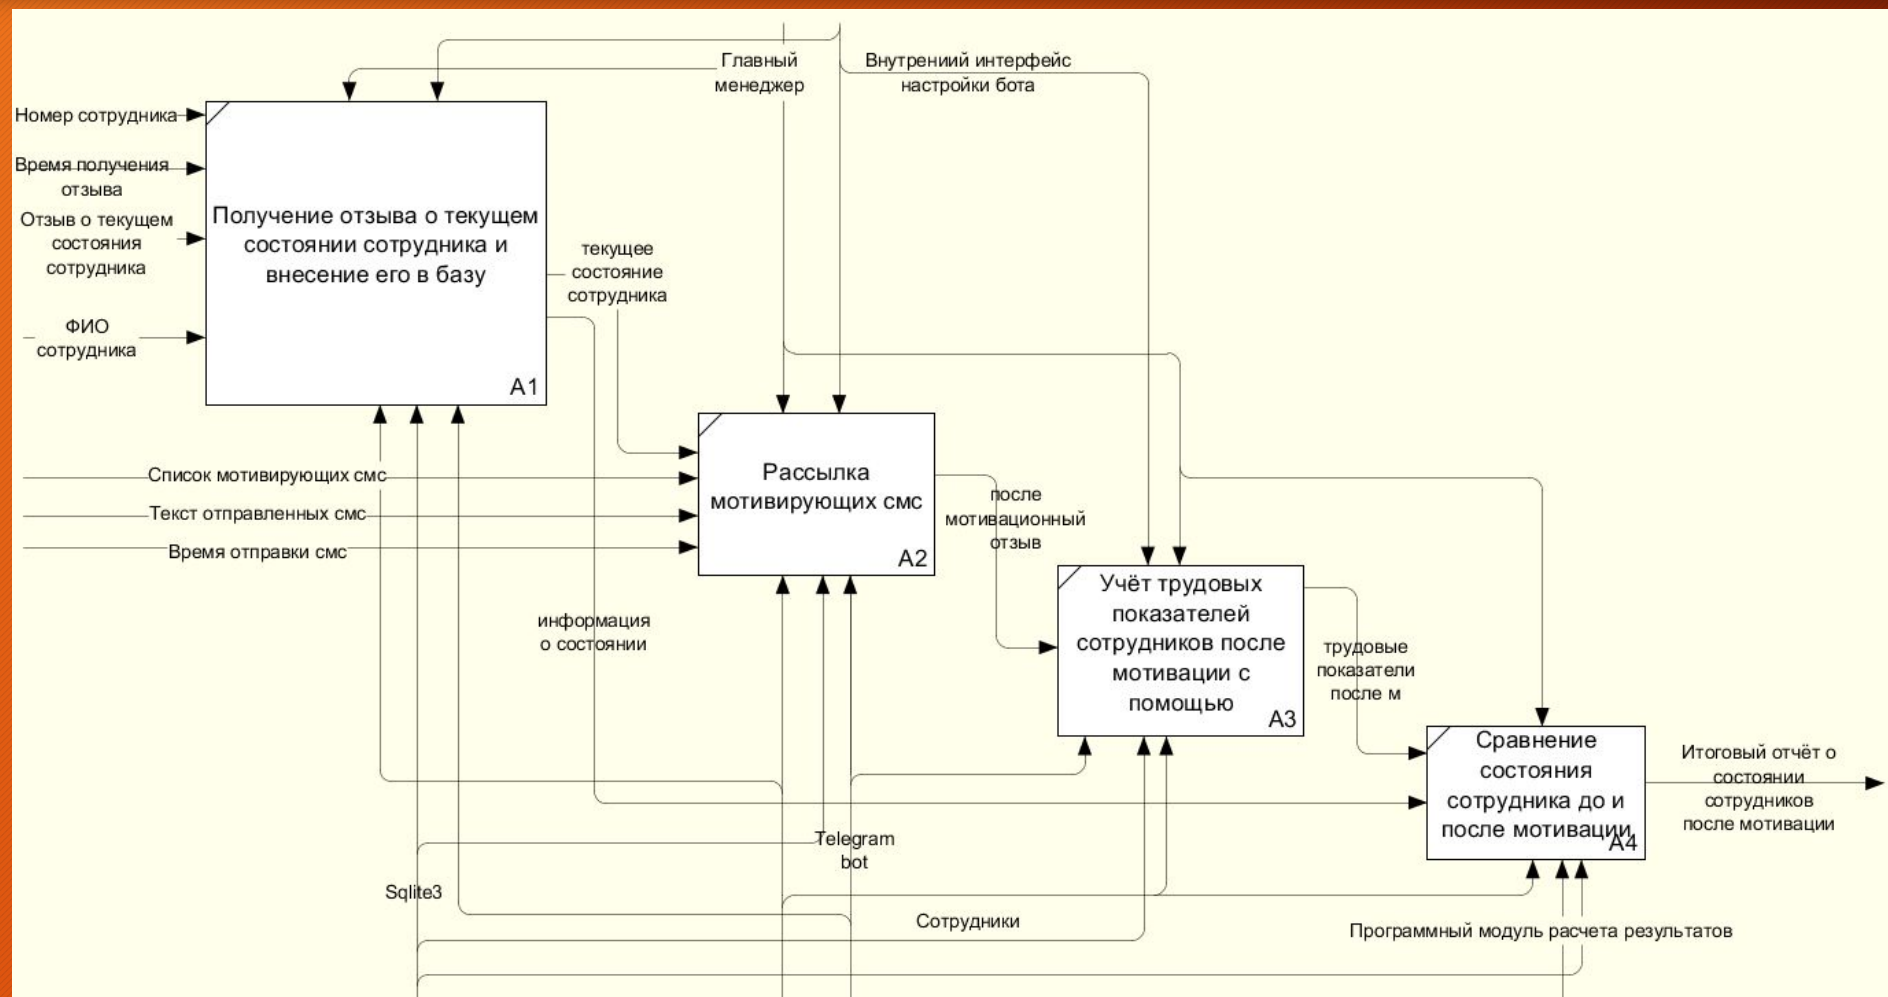 Главный
менеджер
Внутрениий интерфейс
настройки бота
Номер сотрудника
Время получения
отзыва
Отзыв о текущем
состояния
сотрудника
ФИО
сотрудника
Получение отзыва о текущем
состоянии сотрудника и
внесение его в базу
A1
текущее
состояние
сотрудника
Список мотивирующих смс
Текст отправленных смс
Время отправки смс
Рассылка
мотивирующих смс
A2
после
мотивационный
отзыв
информация
о состоянии
Учёт трудовых
показателей
сотрудников после
мотивации с
помощью
A3
трудовые
показатели
после м
Сравнение
состояния
сотрудника до и
после мотивации
A4
Итоговый отчёт о
состоянии
сотрудников
после мотивации
Telegram
bot
Sqlite3
Сотрудники
Программный модуль расчета результатов